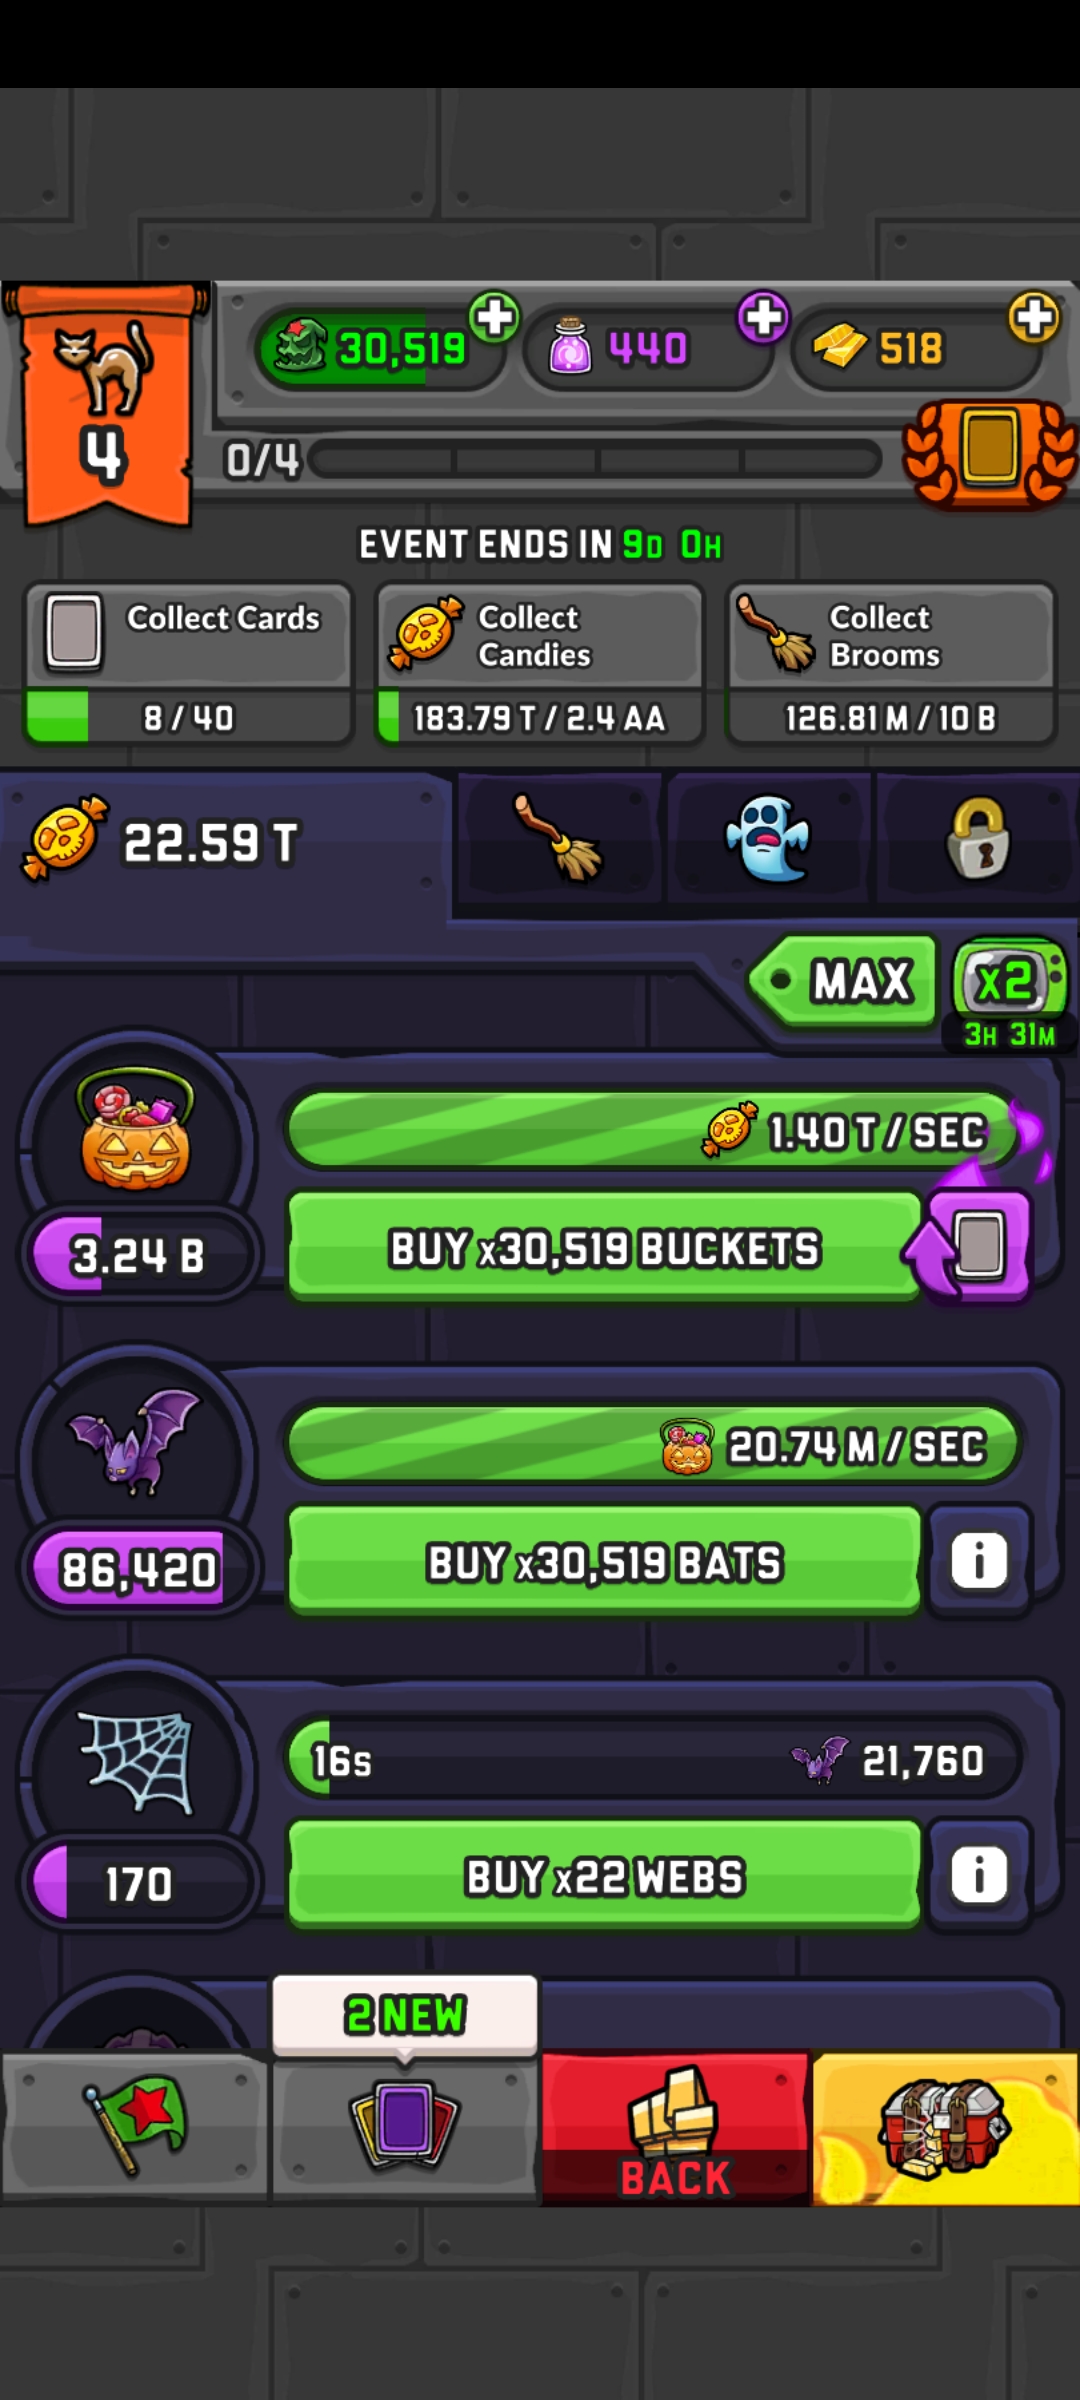 30,519
440
518
4
0/4
EVENT ENDS IN 9D 0H
Collect Cards
8 / 40
Collect
Candies
183.79 T / 2.4 AA
Collect
Brooms
126.81 M / 10 B
22.59 T
MAX
x2
3H 31M
1.40 T / SEC
3.24 B
BUY x30,519 BUCKETS
20.74 M / SEC
86,420
BUY x30,519 BATS
i
16s
21,760
170
BUY x22 WEBS
i
2 NEW
BACK